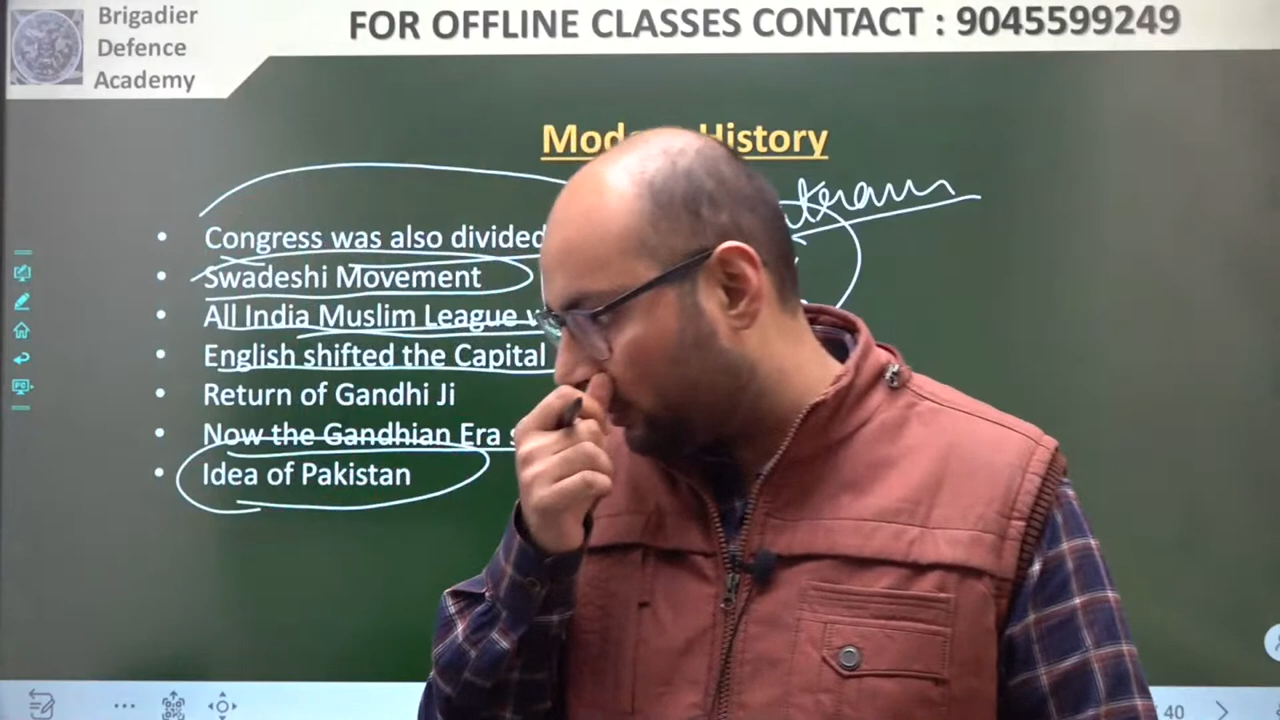 Brigadier
Defence
Academy
FOR OFFLINE CLASSES CONTACT : 9045599249
History
• Congress was also divided
• Swadeshi Movement
• All India Muslim League
• English shifted the Capital
• Return of Gandhi Ji
• Now the Gandhian Era
• Idea of Pakistan
40